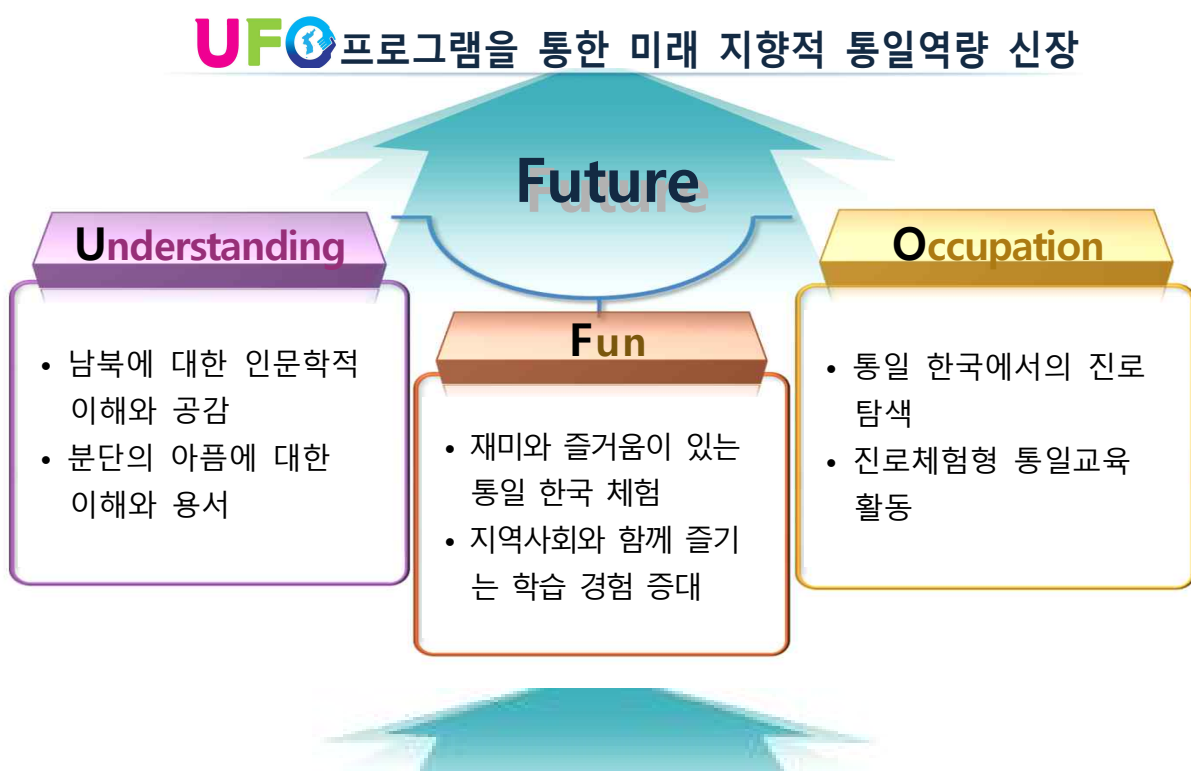 UFO프로그램을 통한 미래 지향적 통일역량 신장
Future
Understanding
• 남북에 대한 인문학적
이해와 공감
• 분단의 아픔에 대한
이해와 용서
Fun
• 재미와 즐거움이 있는
통일 한국 체험
• 지역사회와 함께 즐기
는 학습 경험 증대
Occupation
• 통일 한국에서의 진로
탐색
• 진로체험형 통일교육
활동